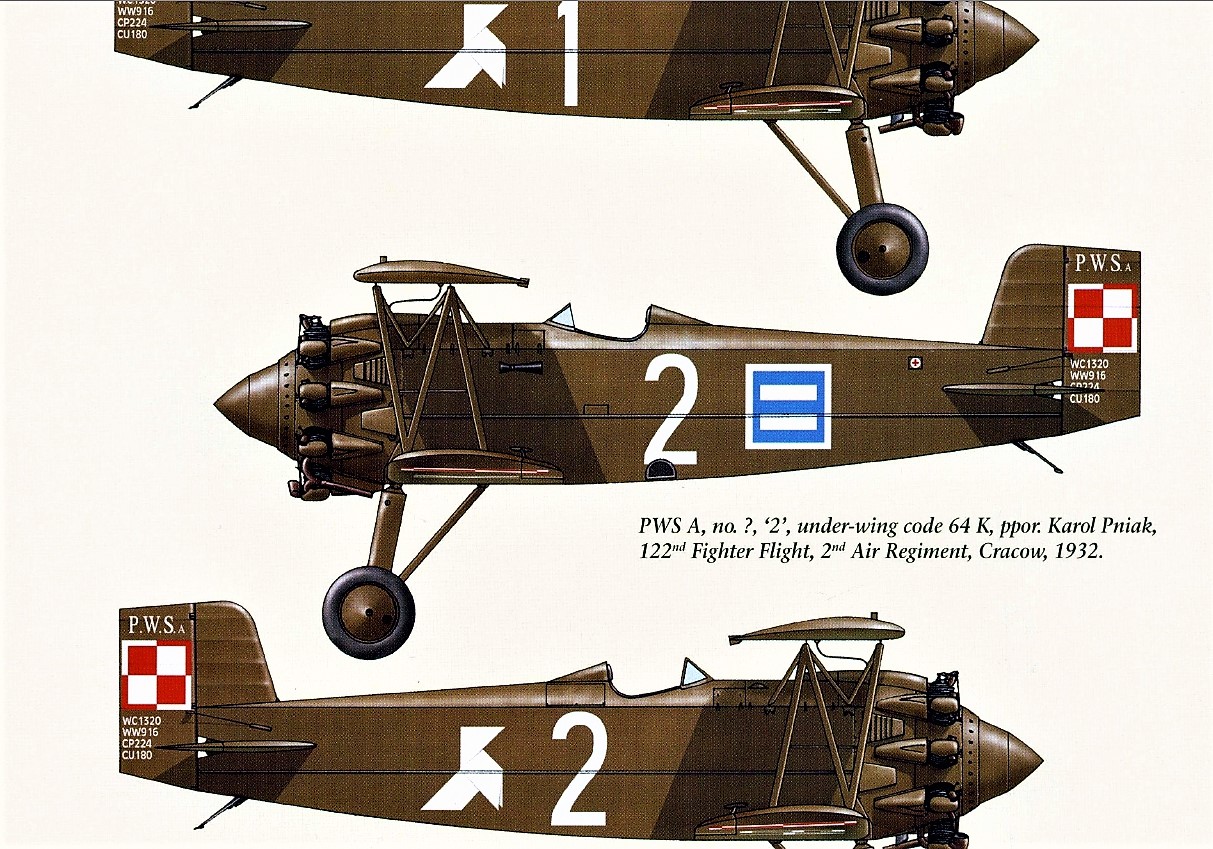 WW916
CP224
CU180
1
P.W.S.A
WC1320
WW916
CP224
CU180
2
PWS A, no. ?, ‘2’, under-wing code 64 K, ppor. Karol Pniak,
122nd Fighter Flight, 2nd Air Regiment, Cracow, 1932.
P.W.S.A
WC1320
WW916
CP224
CU180
2